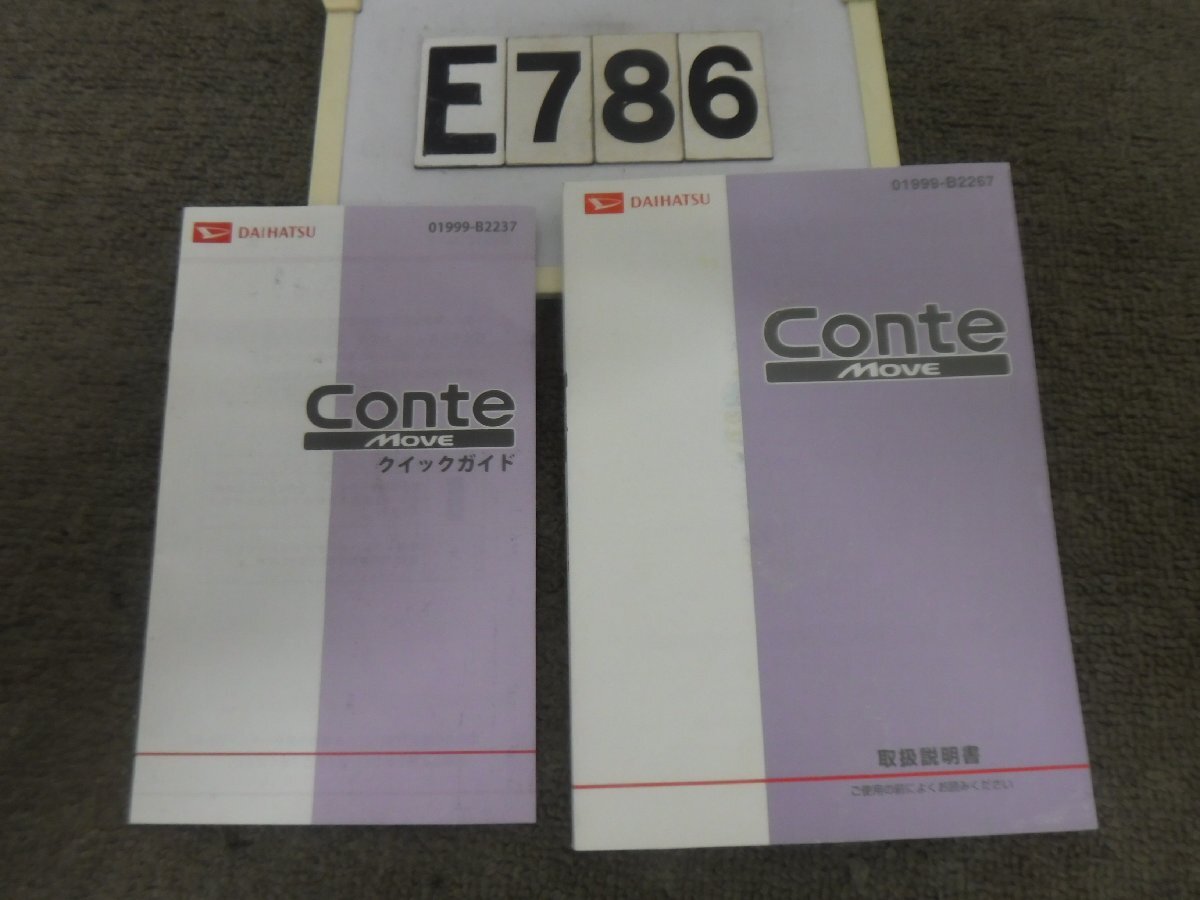 E786
DAIHATSU
01999-B2237
Conte
MOVE
クイックガイド
DAIHATSU
01999-B2267
Conte
MOVE
取扱説明書
ご使用の前によくお読みください